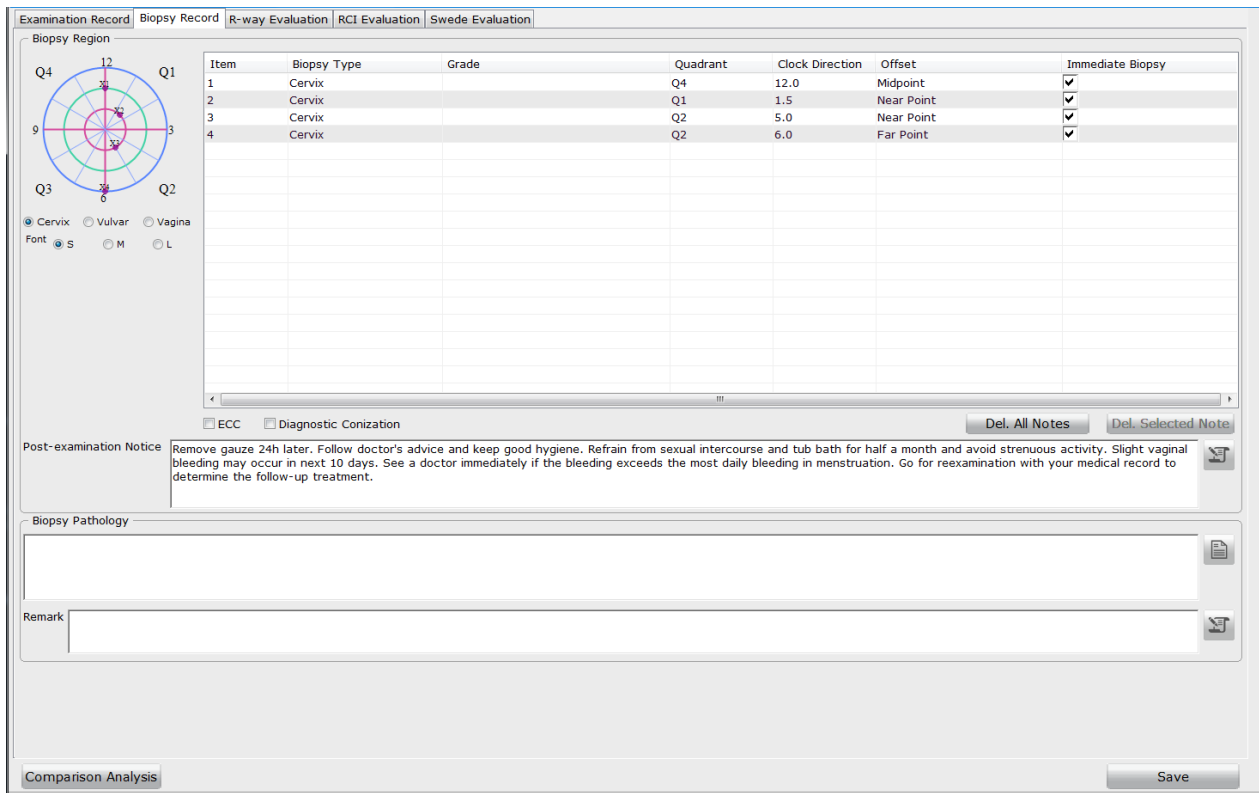 Examination Record Biopsy Record R-way Evaluation RCI Evaluation Swede Evaluation
Biopsy Region
12
Q4 Q1
X1
X2
9 3
X3
Q3 X4 Q2
6
Cervix Vulvar Vagina
Font S M L
Item Biopsy Type Grade Quadrant Clock Direction Offset Immediate Biopsy
1 Cervix Q4 12.0 Midpoint
2 Cervix Q1 1.5 Near Point
3 Cervix Q2 5.0 Near Point
4 Cervix Q2 6.0 Far Point
ECC Diagnostic Conization Del. All Notes Del. Selected Note
Post-examination Notice
Remove gauze 24h later. Follow doctor's advice and keep good hygiene. Refrain from sexual intercourse and tub bath for half a month and avoid strenuous activity. Slight vaginal
bleeding may occur in next 10 days. See a doctor immediately if the bleeding exceeds the most daily bleeding in menstruation. Go for reexamination with your medical record to
determine the follow-up treatment.
Biopsy Pathology
Remark
Comparison Analysis Save